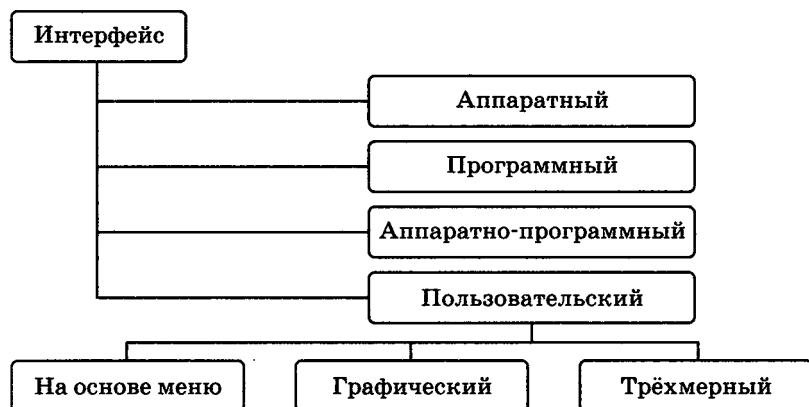 Интерфейс
Аппаратный
Программный
Аппаратно-программный
Пользовательский
На основе меню
Графический
Трёхмерный